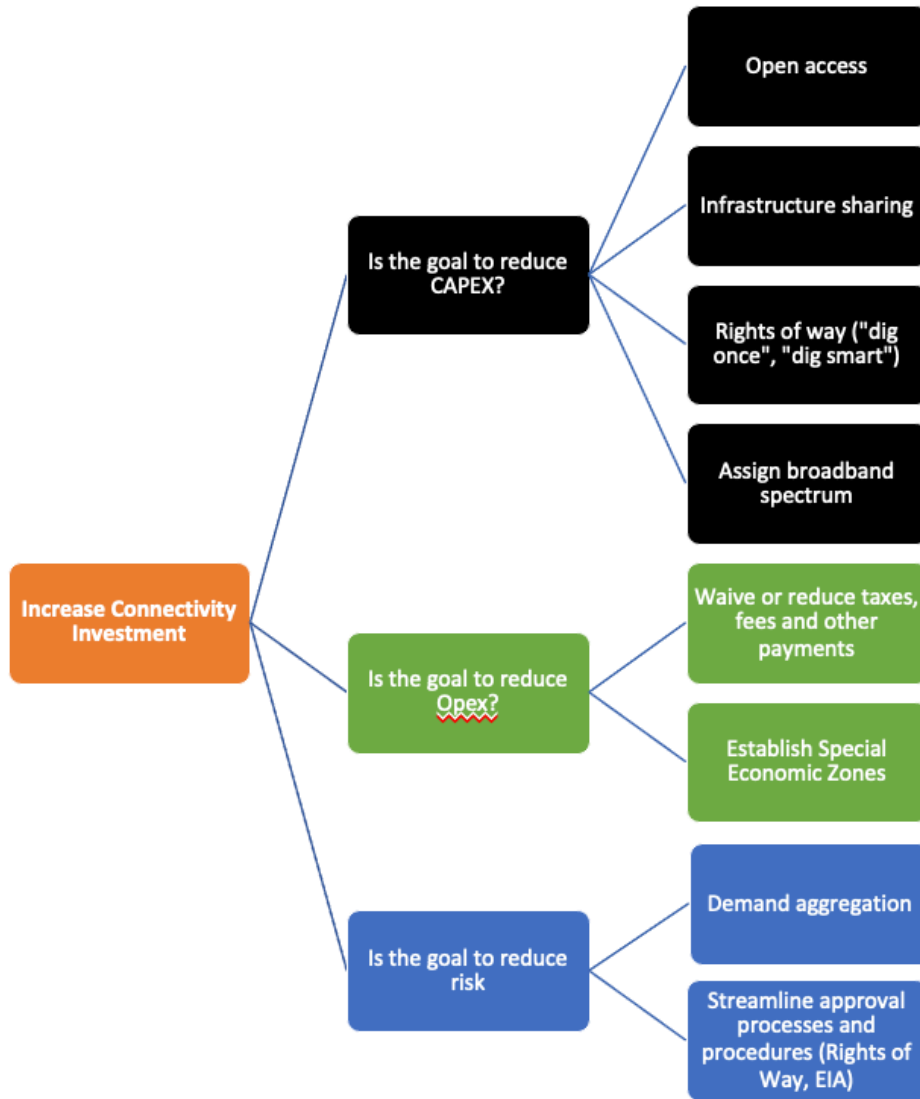 Open access
Infrastructure sharing
Is the goal to reduce
CAPEX?
Rights of way ("dig
once", "dig smart")
Assign broadband
spectrum
Increase Connectivity
Investment
Waive or reduce taxes,
fees and other
payments
Is the goal to reduce
Opex?
Establish Special
Economic Zones
Demand aggregation
Is the goal to reduce
risk
Streamline approval
processes and
procedures (Rights of
Way, EIA)